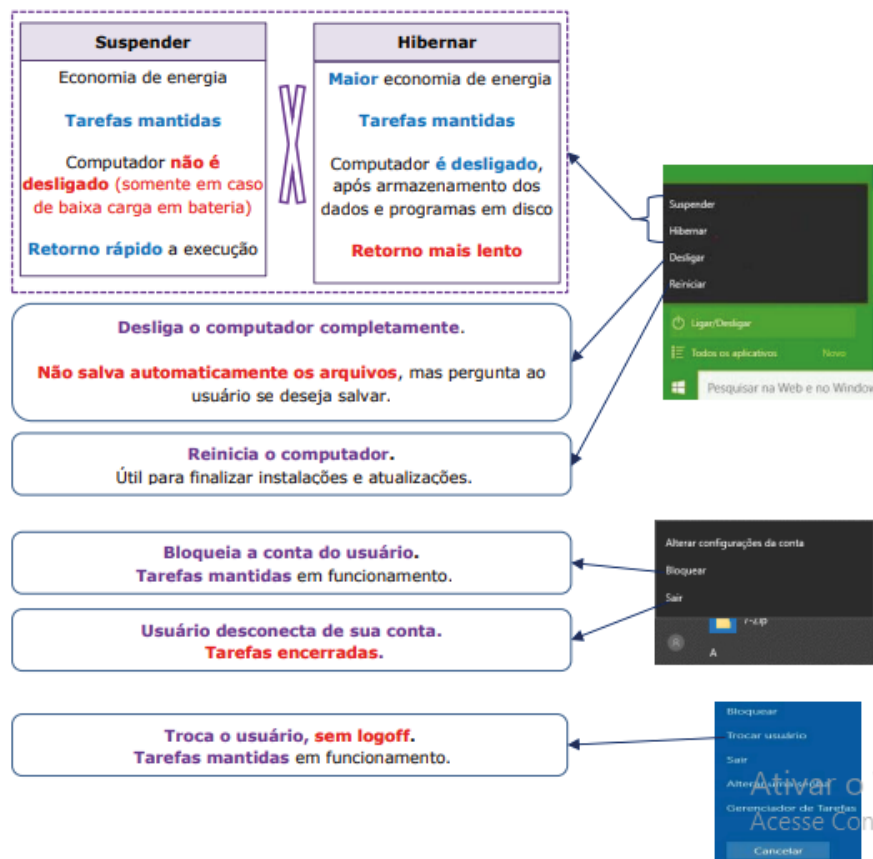 Suspender
Economia de energia
Tarefas mantidas
Computador não é
desligado (somente em caso
de baixa carga em bateria)
Retorno rápido a execução
Hibernar
Maior economia de energia
Tarefas mantidas
Computador é desligado,
após armazenamento dos
dados e programas em disco
Retorno mais lento
Suspender
Hibernar
Desligar
Reiniciar
Ligar/Desligar
Todos os aplicativos Novo
Pesquisar na Web e no Window
Desliga o computador completamente.
Não salva automaticamente os arquivos, mas pergunta ao
usuário se deseja salvar.
Reinicia o computador.
Útil para finalizar instalações e atualizações.
Bloqueia a conta do usuário.
Tarefas mantidas em funcionamento.
Usuário desconecta de sua conta.
Tarefas encerradas.
Alterar configurações da conta
Bloquear
Sair
7-Zip
A
Troca o usuário, sem logoff.
Tarefas mantidas em funcionamento.
Bloquear
Trocar usuário
Sair
Alterar uma senha
Gerenciador de Tarefas
Cancelar
Ativar o
Acesse Con